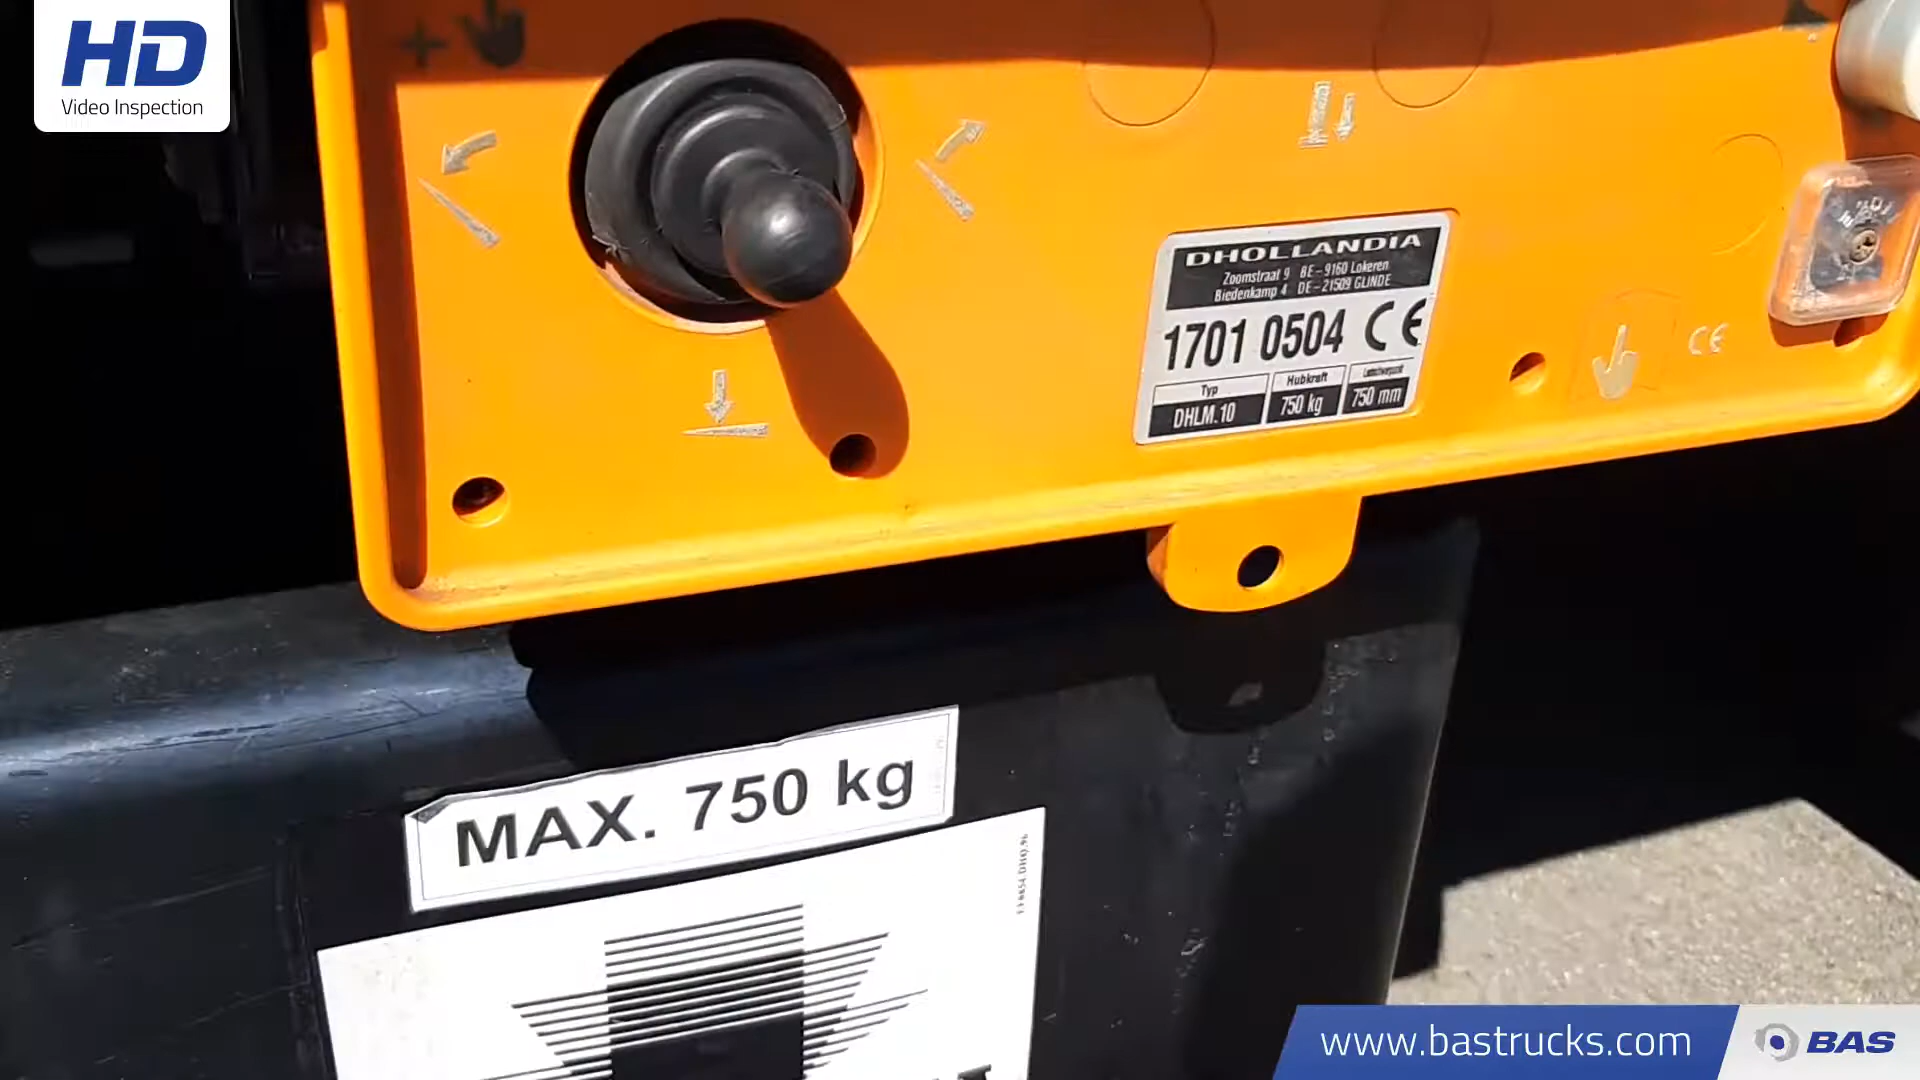 HD
Video Inspection
DHOLLANDIA
Zoomstraat 9 BE-9160 Lokeren
Biedenkamp 4 DE-21509 GLINDE
1701 0504 CE
Typ Hubkraft
DHLM.10 750 kg 750 mm
CE
MAX. 750 kg
www.bastrucks.com
BAS